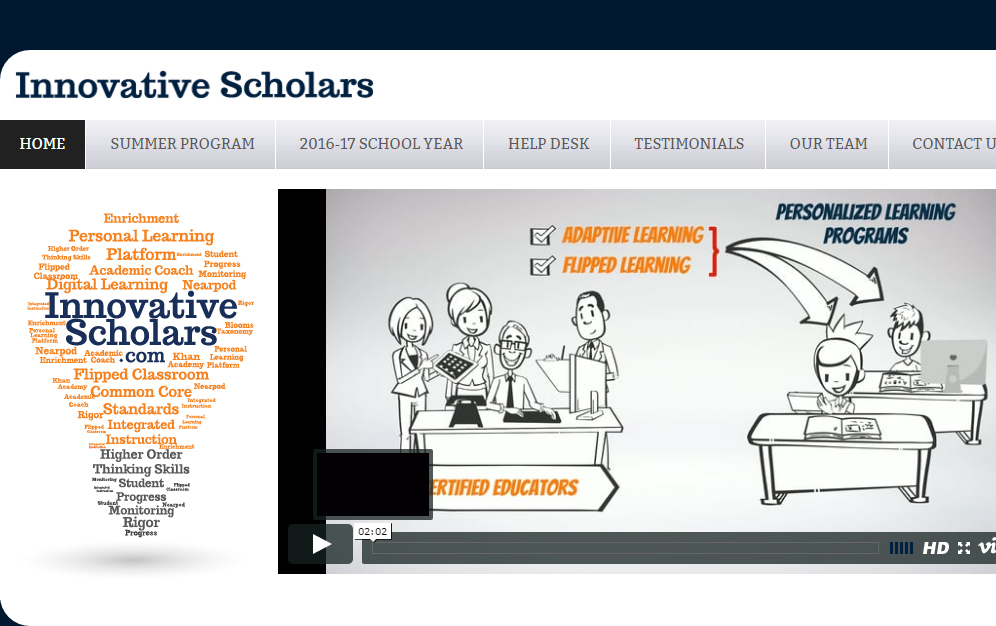 Innovative Scholars
HOME SUMMER PROGRAM 2016-17 SCHOOL YEAR HELP DESK TESTIMONIALS OUR TEAM CONTACT U
Enrichment
Personal Learning
Higher Order
Thinking Skills
Platform
Enrichment
Student
Progress
Monitoring
Flipped
Classroom
Academic Coach
Digital Learning
Nearpod
Integrated
Instruction
Innovative
Scholars
.com
Rigor
Enrichment
Personal
Learning
Platform
Blooms
Taxonomy
Nearpod
Enrichment
Academic
Coach
Khan
Academy
Personal
Learning
Platform
Flipped Classroom
Khan
Academy
Nearpod
Common Core
Academic
Coach
Integrated
Instruction
Rigor
Standards
Personal
Learning
Platform
Flipped
Classroom
Integrated
Instruction
Enrichment
Higher Order
Thinking Skills
Monitoring
Student
Flipped
Classroom
Integrated
Instruction
Progress
Student
Nearpod
Monitoring
Rigor
Progress
PERSONALIZED LEARNING
PROGRAMS
ADAPTIVE LEARNING
FLIPPED LEARNING
ERTIFIED EDUCATORS
02:02
HD
vi